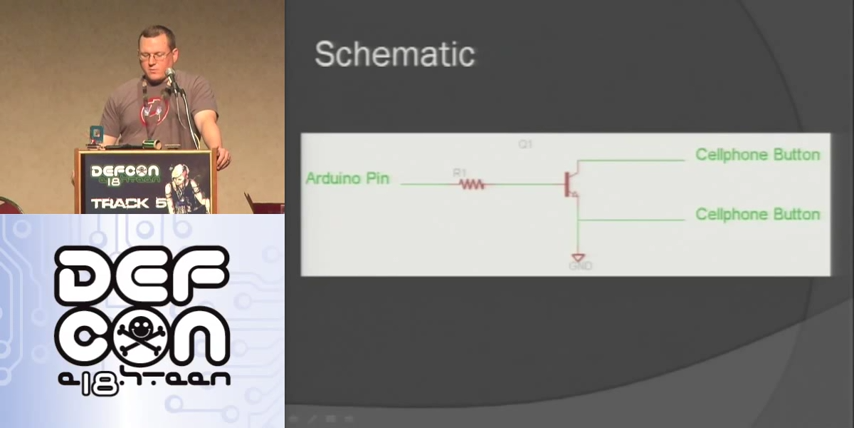 Schematic
Q1
Cellphone Button
R1
Arduino Pin
Cellphone Button
GND
DEFCON
18
TRACK 5
DEF
CON
e18hteen